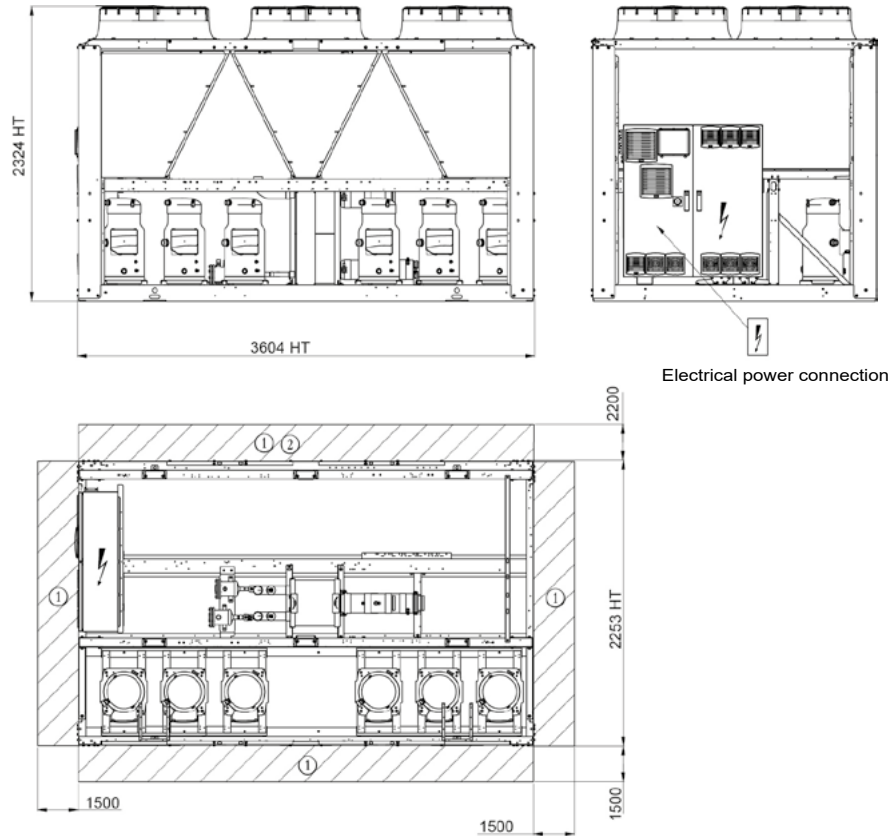 2324 HT
3604 HT
Electrical power connection
2200
① ②
①
①
2253 HT
①
1500
1500
1500